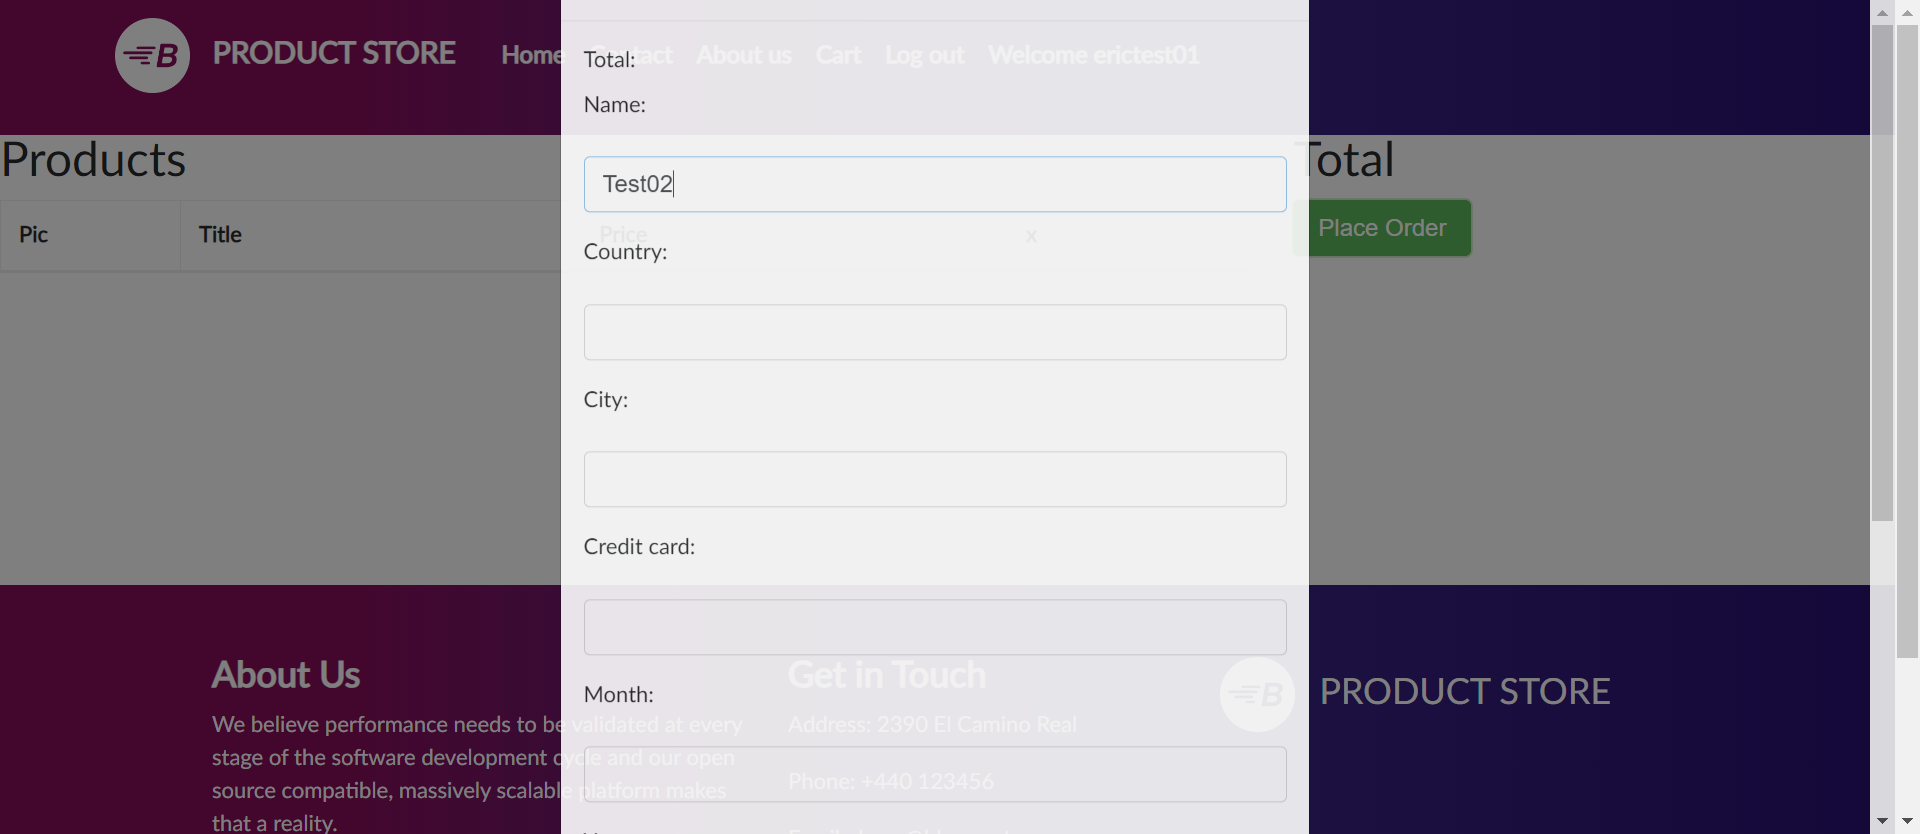 B PRODUCT STORE Home Contact About us Cart Log out Welcome erictest01
Total:
Name:
Products
Total
Test02
Pic Title Price x
Place Order
Country:
City:
Credit card:
About Us
Get in Touch
B PRODUCT STORE
Month:
We believe performance needs to be validated at every
stage of the software development cycle and our open
source compatible, massively scalable platform makes
that a reality.
Address: 2390 El Camino Real
Phone: +440 123456